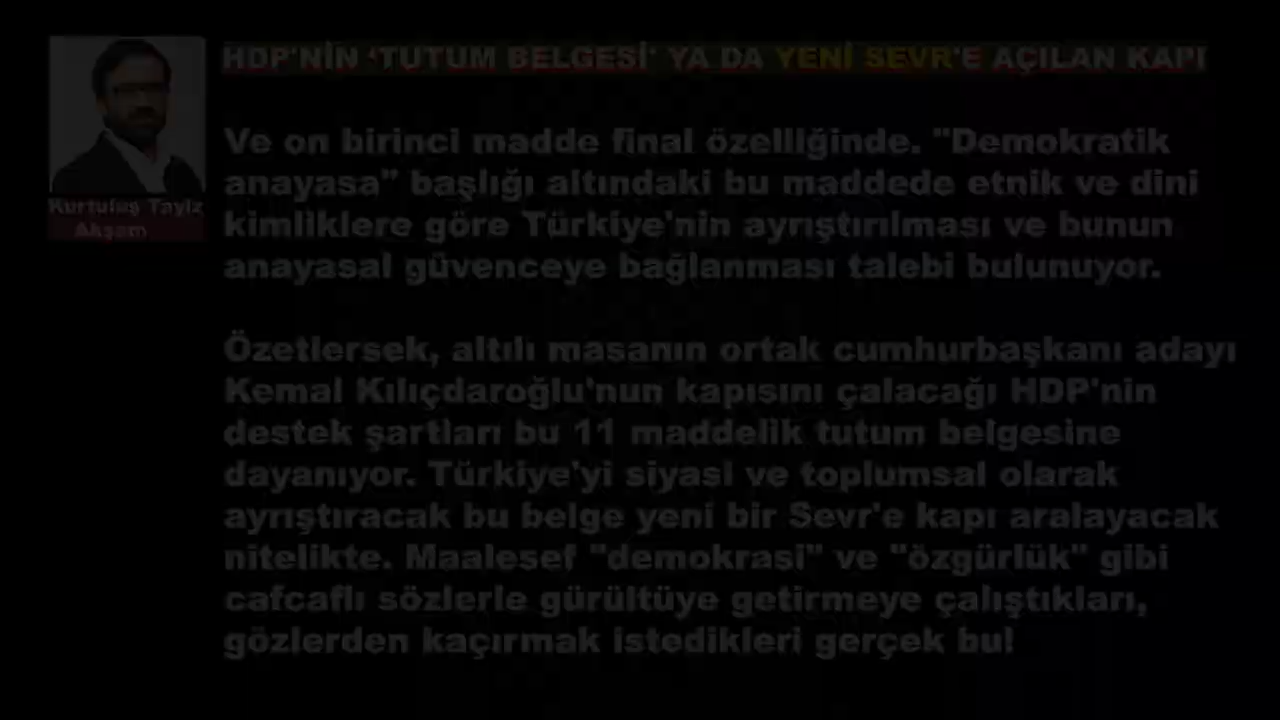 HDP'NİN ‘TUTUM BELGESİ' YA DA YENİ SEVR'E AÇILAN KAPI
Kurtuluş Tayiz
Akşam
Ve on birinci madde final özelliğinde. "Demokratik
anayasa" başlığı altındaki bu maddede etnik ve dini
kimliklere göre Türkiye'nin ayrıştırılması ve bunun
anayasal güvenceye bağlanması talebi bulunuyor.
Özetlersek, altılı masanın ortak cumhurbaşkanı adayı
Kemal Kılıçdaroğlu'nun kapısını çalacağı HDP'nin
destek şartları bu 11 maddelik tutum belgesine
dayanıyor. Türkiye'yi siyasi ve toplumsal olarak
ayrıştıracak bu belge yeni bir Sevr'e kapı aralayacak
nitelikte. Maalesef "demokrasi" ve "özgürlük" gibi
cafcaflı sözlerle gürültüye getirmeye çalıştıkları,
gözlerden kaçırmak istedikleri gerçek bu!